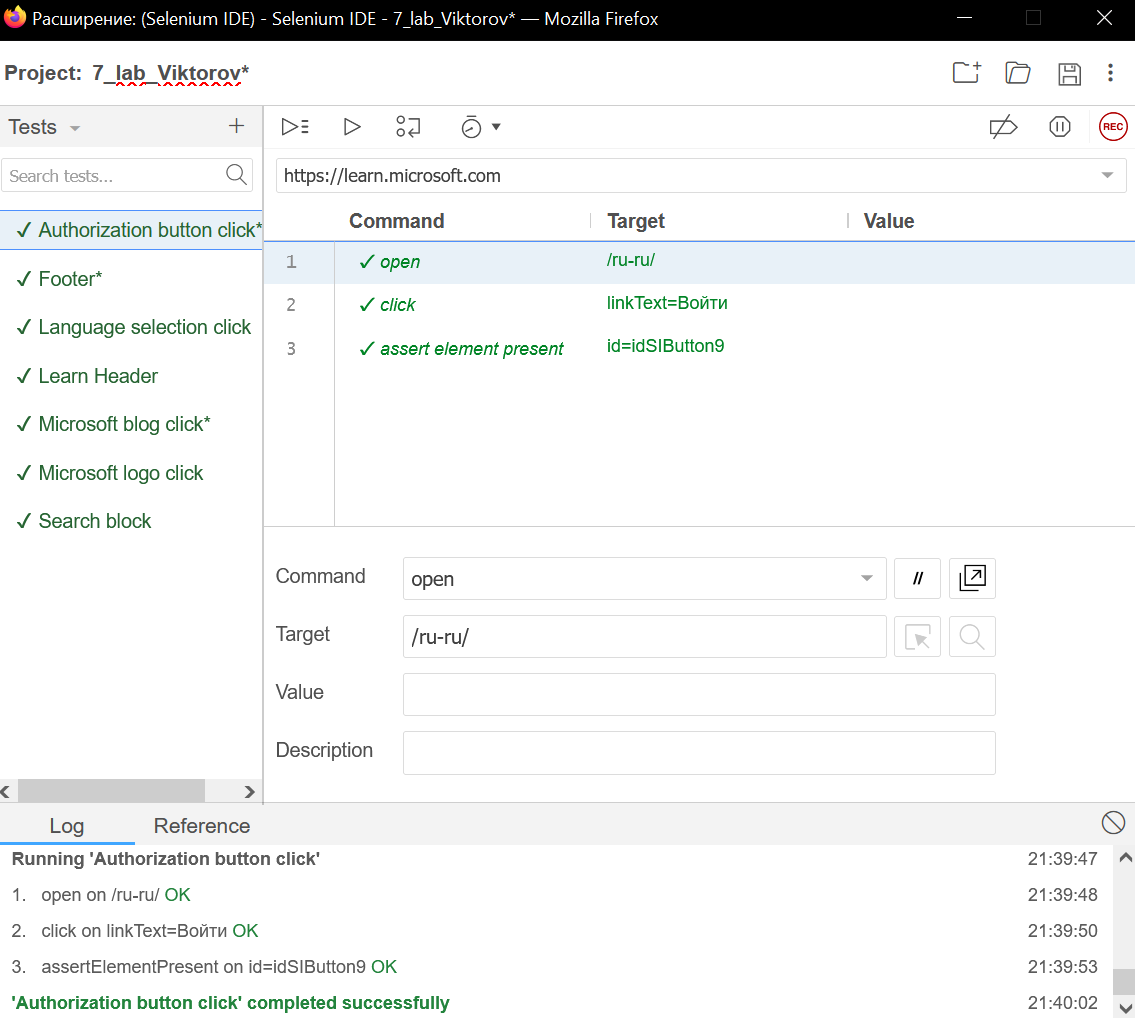 Расширение: (Selenium IDE) - Selenium IDE - 7_lab_Viktorov* — Mozilla Firefox
Project: 7_lab_Viktorov*
Tests
REC
Search tests...
https://learn.microsoft.com
Command Target Value
✓ Authorization button click*
✓ Footer*
✓ Language selection click
✓ Learn Header
✓ Microsoft blog click*
✓ Microsoft logo click
✓ Search block
1 ✓ open /ru-ru/
2 ✓ click linkText=Войти
3 ✓ assert element present id=idSIButton9
Command open //
Target /ru-ru/
Value
Description
Log Reference
Running 'Authorization button click' 21:39:47
1. open on /ru-ru/ OK 21:39:48
2. click on linkText=Войти OK 21:39:50
3. assertElementPresent on id=idSIButton9 OK 21:39:53
'Authorization button click' completed successfully 21:40:02